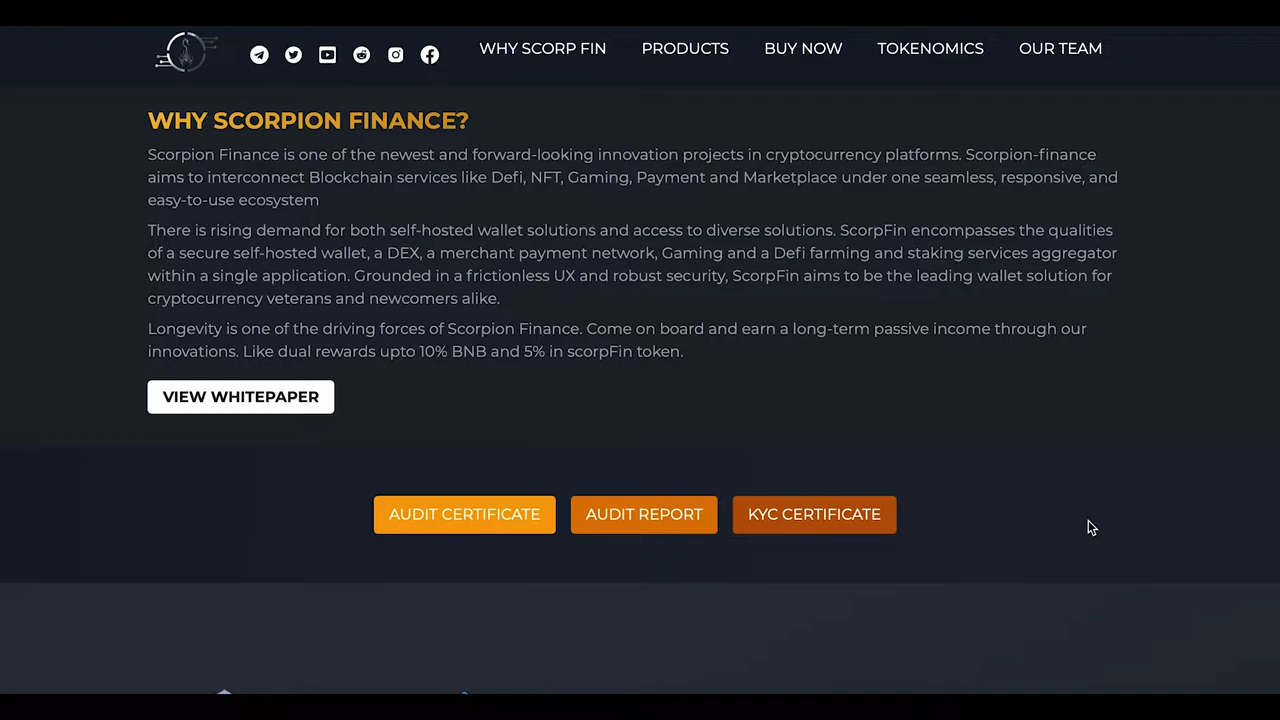 WHY SCORP FIN PRODUCTS BUY NOW TOKENOMICS OUR TEAM
WHY SCORPION FINANCE?
Scorpion Finance is one of the newest and forward-looking innovation projects in cryptocurrency platforms. Scorpion-finance
aims to interconnect Blockchain services like Defi, NFT, Gaming, Payment and Marketplace under one seamless, responsive, and
easy-to-use ecosystem
There is rising demand for both self-hosted wallet solutions and access to diverse solutions. ScorpFin encompasses the qualities
of a secure self-hosted wallet, a DEX, a merchant payment network, Gaming and a Defi farming and staking services aggregator
within a single application. Grounded in a frictionless UX and robust security, ScorpFin aims to be the leading wallet solution for
cryptocurrency veterans and newcomers alike.
Longevity is one of the driving forces of Scorpion Finance. Come on board and earn a long-term passive income through our
innovations. Like dual rewards upto 10% BNB and 5% in scorpFin token.
VIEW WHITEPAPER
AUDIT CERTIFICATE AUDIT REPORT KYC CERTIFICATE